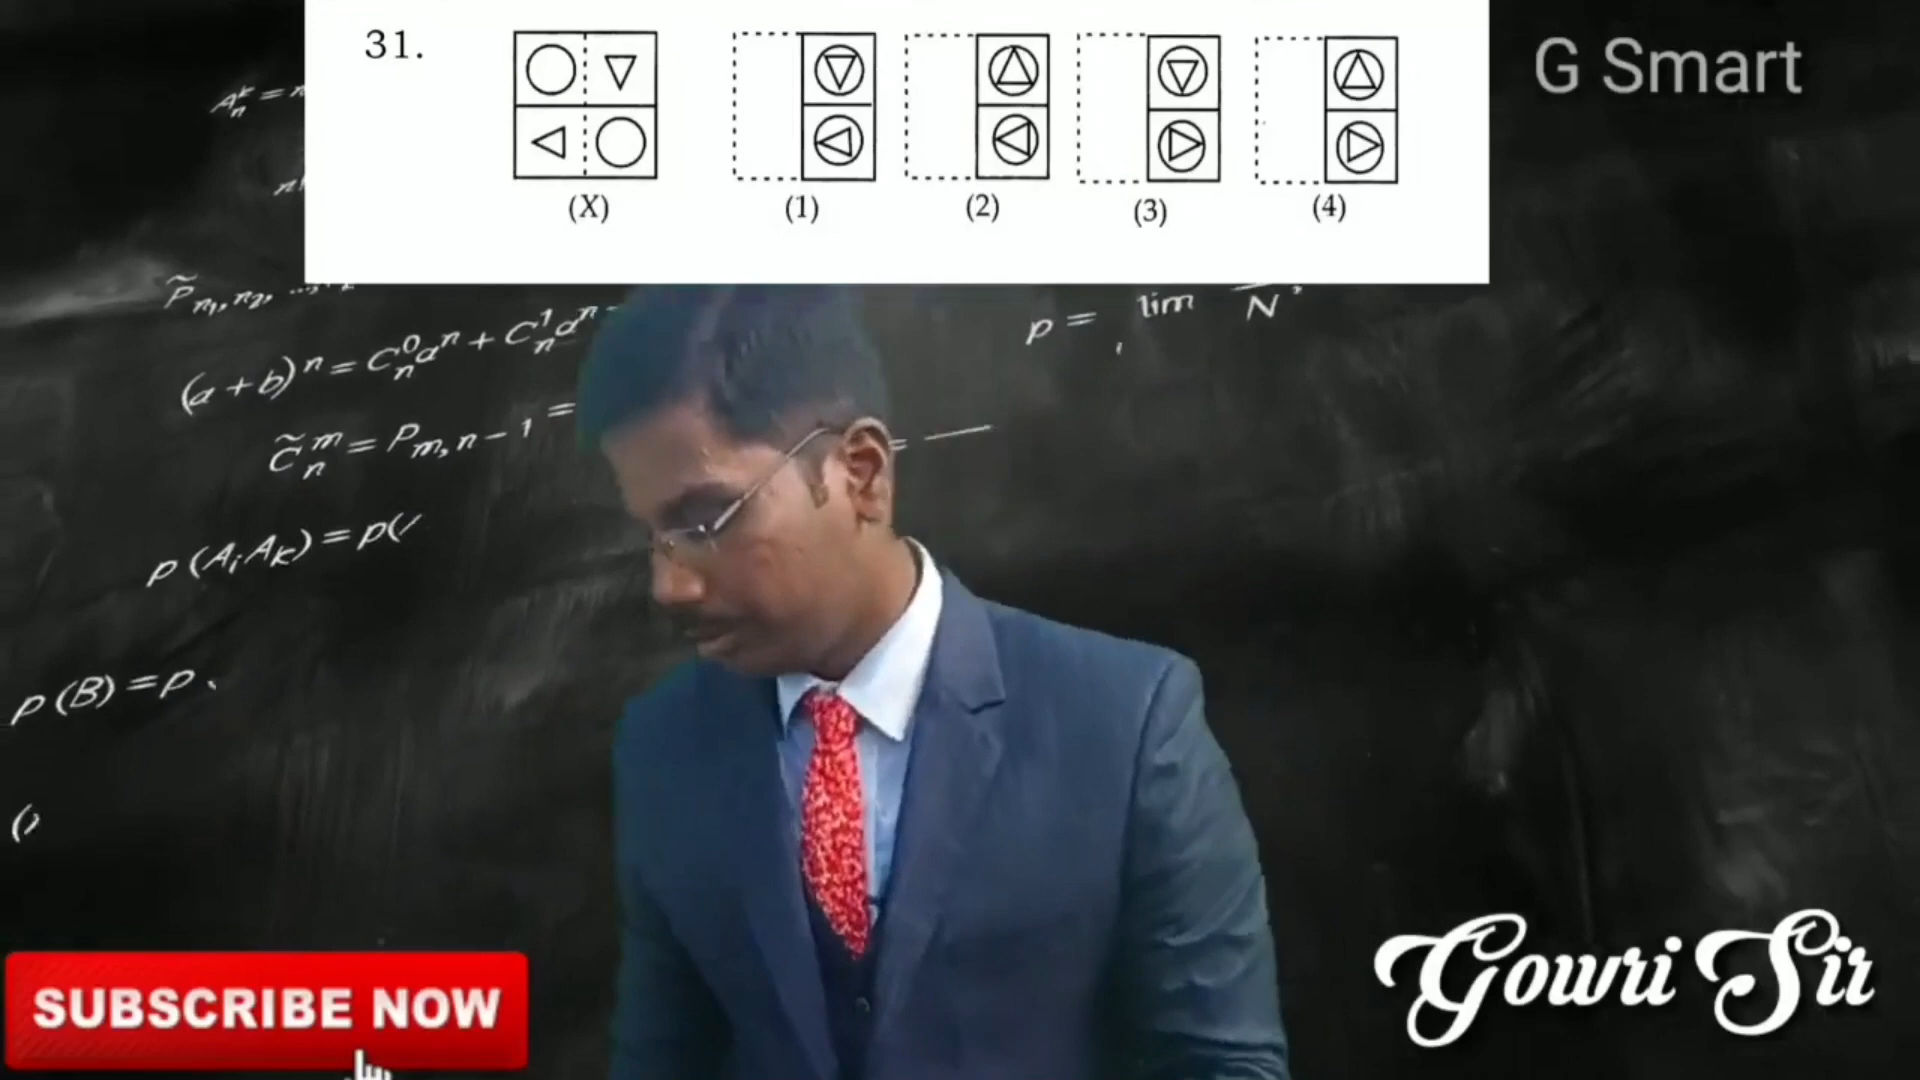 31.
(X) (1) (2) (3) (4)
G Smart
(a+b)ⁿ = C⁰ₙaⁿ + C¹ₙaⁿ
p = lim
N
C̃ᵐₙ = Pₘ,ₙ₋₁ =
p(AᵢAₖ) = p(
p(B) = p
SUBSCRIBE NOW
Gowri Sir